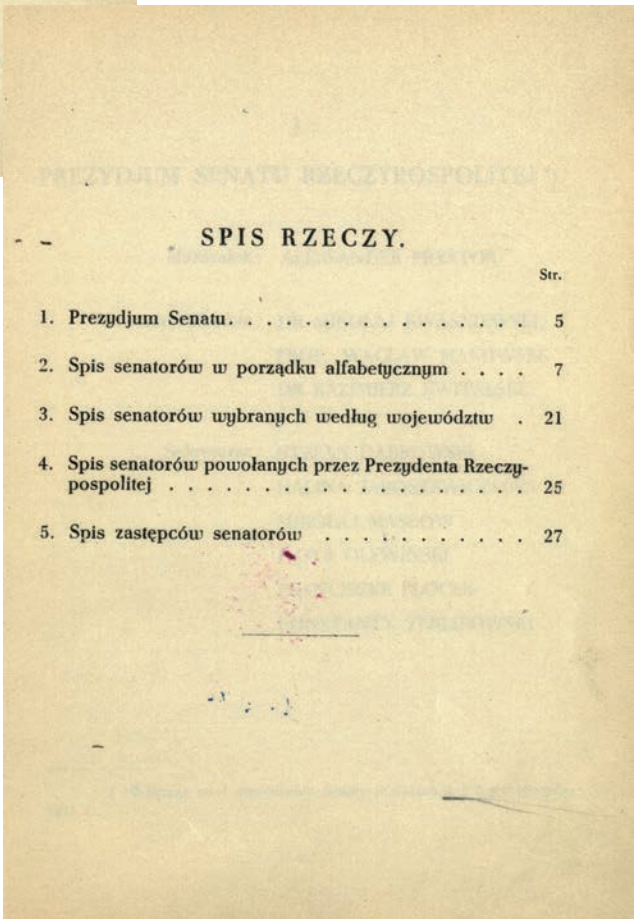 SPIS RZECZY.
Str.
1. Prezydjum Senatu. . . . . . . . . . . . . . . . 5
2. Spis senatorów w porządku alfabetycznym . . . . 7
3. Spis senatorów wybranych według województw . 21
4. Spis senatorów powołanych przez Prezydenta Rzeczy-
pospolitej . . . . . . . . . . . . . . . . . . . 25
5. Spis zastępców senatorów . . . . . . . . . . . 27